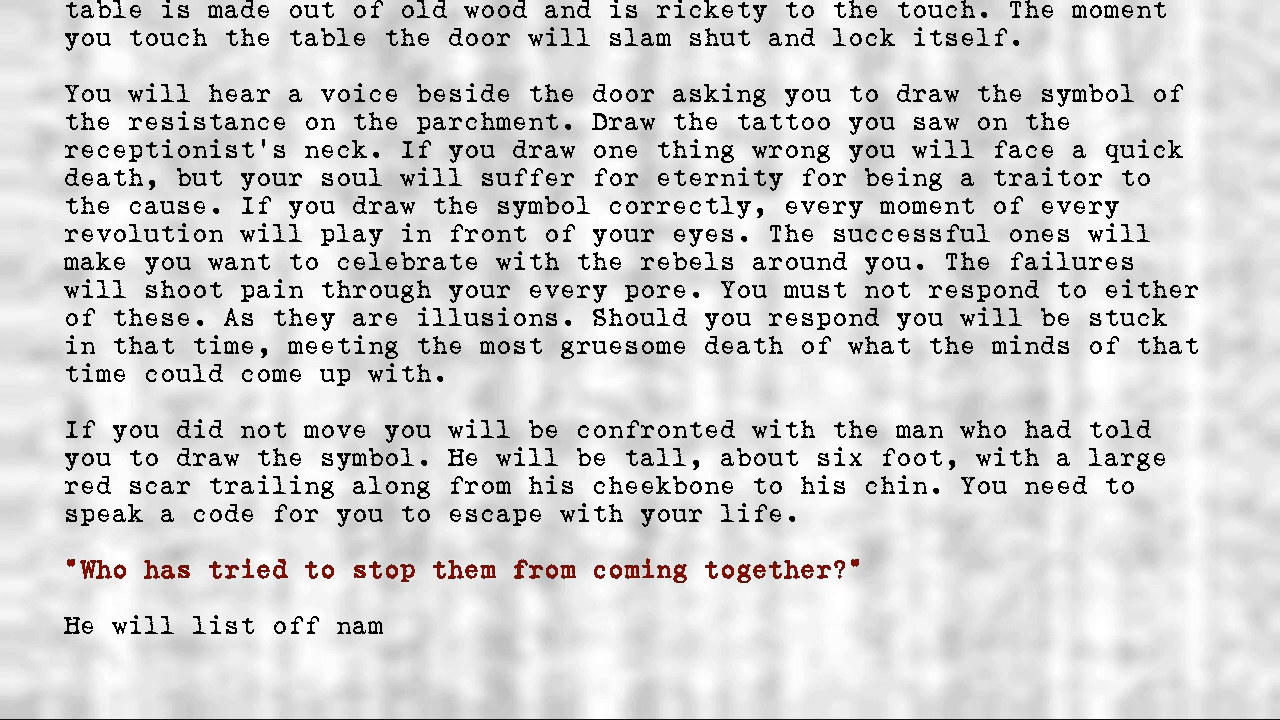 table is made out of old wood and is rickety to the touch. The moment
you touch the table the door will slam shut and lock itself.
You will hear a voice beside the door asking you to draw the symbol of
the resistance on the parchment. Draw the tattoo you saw on the
receptionist's neck. If you draw one thing wrong you will face a quick
death, but your soul will suffer for eternity for being a traitor to
the cause. If you draw the symbol correctly, every moment of every
revolution will play in front of your eyes. The successful ones will
make you want to celebrate with the rebels around you. The failures
will shoot pain through your every pore. You must not respond to either
of these. As they are illusions. Should you respond you will be stuck
in that time, meeting the most gruesome death of what the minds of that
time could come up with.
If you did not move you will be confronted with the man who had told
you to draw the symbol. He will be tall, about six foot, with a large
red scar trailing along from his cheekbone to his chin. You need to
speak a code for you to escape with your life.
"Who has tried to stop them from coming together?"
He will list off nam